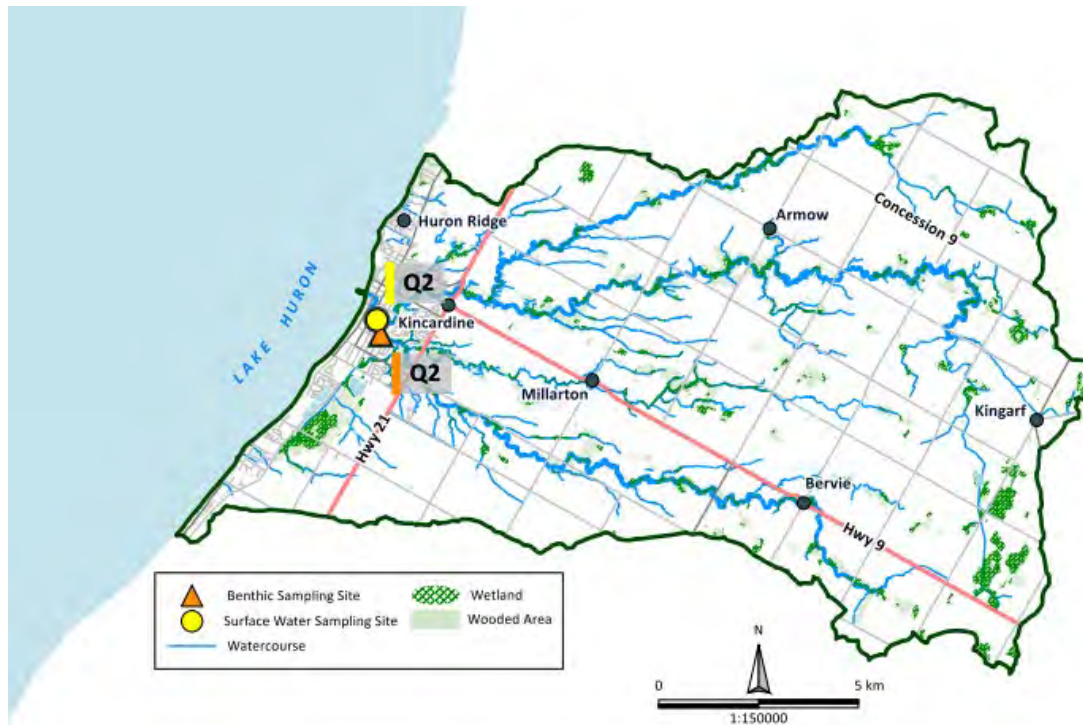 Huron Ridge
Armow
Concession 9
LAKE HURON
Q2
Kincardine
Q2
Millarton
Kingarf
Hwy 21
Bervie
Hwy 9
Benthic Sampling Site
Wetland
Surface Water Sampling Site
Wooded Area
Watercourse
N
0
5 km
1:150000